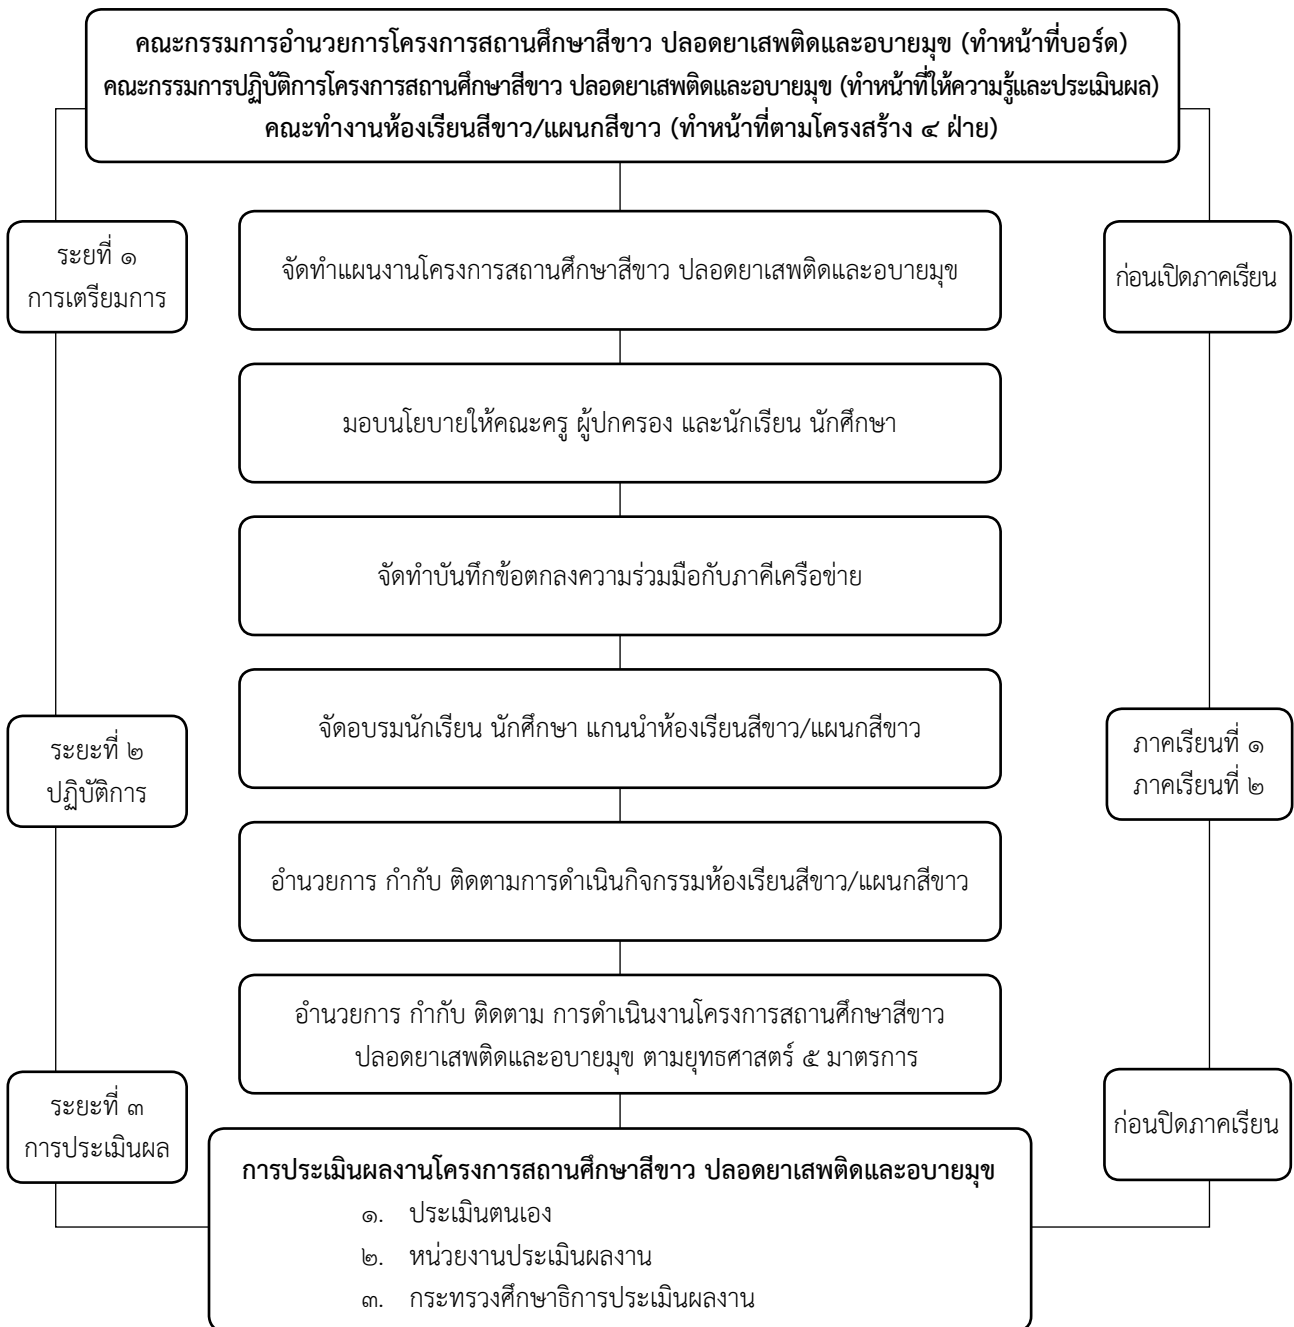 คณะกรรมการอำนวยการโครงการสถานศึกษาสีขาว ปลอดยาเสพติดและอบายมุข (ทำหน้าที่บอร์ด)
คณะกรรมการปฏิบัติการโครงการสถานศึกษาสีขาว ปลอดยาเสพติดและอบายมุข (ทำหน้าที่ให้ความรู้และประเมินผล)
คณะทำงานห้องเรียนสีขาว/แผนกสีขาว (ทำหน้าที่ตามโครงสร้าง ๔ ฝ่าย)
ระยที่ ๑
การเตรียมการ
จัดทำแผนงานโครงการสถานศึกษาสีขาว ปลอดยาเสพติดและอบายมุข
ก่อนเปิดภาคเรียน
มอบนโยบายให้คณะครู ผู้ปกครอง และนักเรียน นักศึกษา
จัดทำบันทึกข้อตกลงความร่วมมือกับภาคีเครือข่าย
จัดอบรมนักเรียน นักศึกษา แกนนำห้องเรียนสีขาว/แผนกสีขาว
ระยะที่ ๒
ปฏิบัติการ
ภาคเรียนที่ ๑
ภาคเรียนที่ ๒
อำนวยการ กำกับ ติดตามการดำเนินกิจกรรมห้องเรียนสีขาว/แผนกสีขาว
อำนวยการ กำกับ ติดตาม การดำเนินงานโครงการสถานศึกษาสีขาว
ปลอดยาเสพติดและอบายมุข ตามยุทธศาสตร์ ๕ มาตรการ
ระยะที่ ๓
การประเมินผล
ก่อนปิดภาคเรียน
การประเมินผลงานโครงการสถานศึกษาสีขาว ปลอดยาเสพติดและอบายมุข
๑. ประเมินตนเอง
๒. หน่วยงานประเมินผลงาน
๓. กระทรวงศึกษาธิการประเมินผลงาน